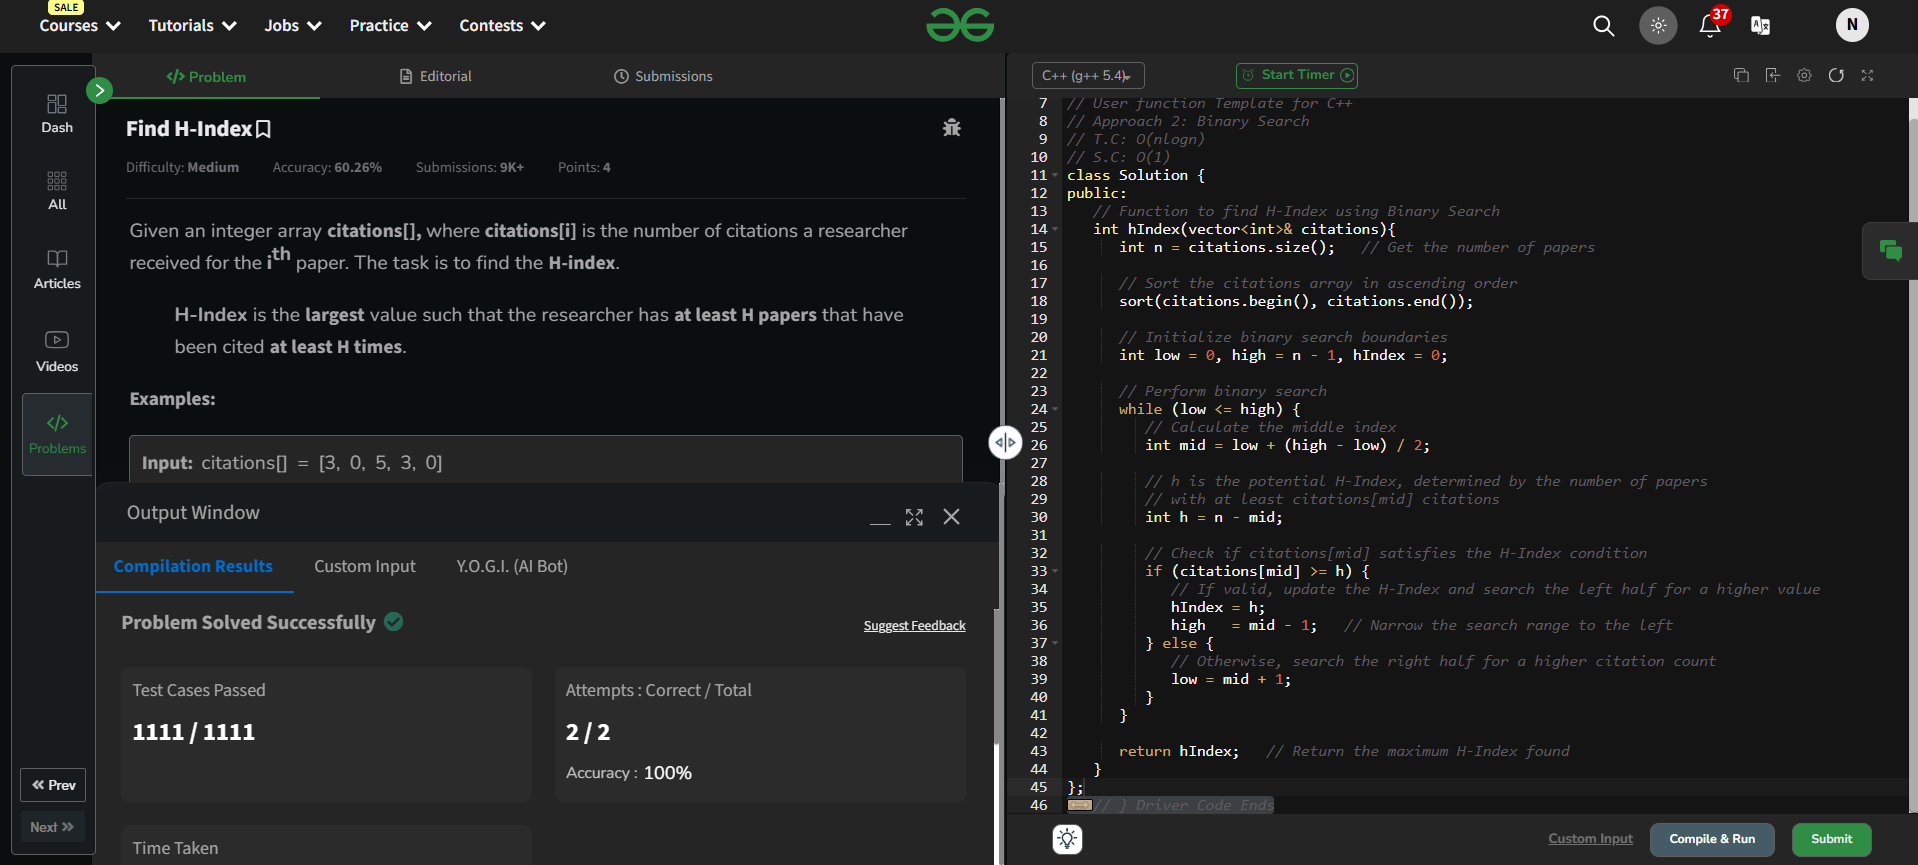 SALE
Courses Tutorials Jobs Practice Contests
37
N
Dash
All
Articles
Videos
Problems
Prev
Next
Problem Editorial Submissions
Find H-Index
Difficulty: Medium Accuracy: 60.26% Submissions: 9K+ Points: 4
Given an integer array citations[], where citations[i] is the number of citations a researcher
received for the ith paper. The task is to find the H-index.
H-Index is the largest value such that the researcher has at least H papers that have
been cited at least H times.
Examples:
Input: citations[] = [3, 0, 5, 3, 0]
Output Window
Compilation Results Custom Input Y.O.G.I. (AI Bot)
Problem Solved Successfully
Suggest Feedback
Test Cases Passed
1111 / 1111
Attempts : Correct / Total
2 / 2
Accuracy : 100%
Time Taken
C++ (g++ 5.4)
Start Timer
7 // User function Template for C++
8 // Approach 2: Binary Search
9 // T.C: O(nlogn)
10 // S.C: O(1)
11 class Solution {
12 public:
13 // Function to find H-Index using Binary Search
14 int hIndex(vector<int>& citations){
15 int n = citations.size(); // Get the number of papers
16
17 // Sort the citations array in ascending order
18 sort(citations.begin(), citations.end());
19
20 // Initialize binary search boundaries
21 int low = 0, high = n - 1, hIndex = 0;
22
23 // Perform binary search
24 while (low <= high) {
25 // Calculate the middle index
26 int mid = low + (high - low) / 2;
27
28 // h is the potential H-Index, determined by the number of papers
29 // with at least citations[mid] citations
30 int h = n - mid;
31
32 // Check if citations[mid] satisfies the H-Index condition
33 if (citations[mid] >= h) {
34 // If valid, update the H-Index and search the left half for a higher value
35 hIndex = h;
36 high = mid - 1; // Narrow the search range to the left
37 } else {
38 // Otherwise, search the right half for a higher citation count
39 low = mid + 1;
40 }
41 }
42
43 return hIndex; // Return the maximum H-Index found
44 }
45 };
46 // } Driver Code Ends
Custom Input Compile & Run Submit